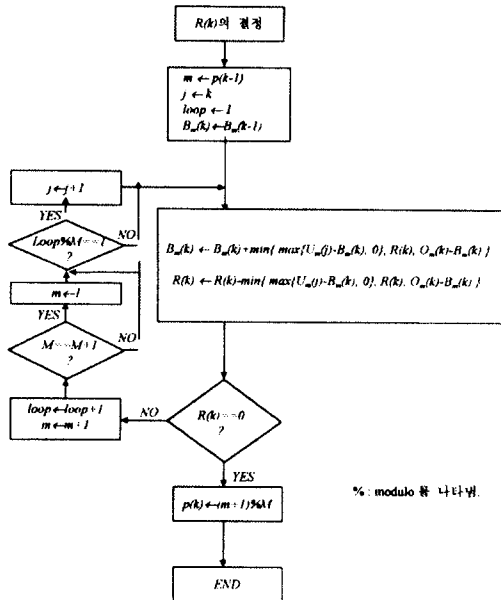 R(k)의 결정
m ← p(k-1)
j ← k
loop ← 1
B_m(k) ← B_m(k-1)
j ← j+1
YES
Loop%M==1
?
NO
m ← 1
YES
M==M+1
?
NO
loop ← loop+1
m ← m+1
B_m(k) ← B_m(k)+min{ max{U_m(j)-B_m(k), 0}, R(k), O_m(k)-B_m(k) }
R(k) ← R(k)-min{ max{U_m(j)-B_m(k), 0}, R(k), O_m(k)-B_m(k) }
NO
R(k)==0
?
YES
p(k) ← (m+1)%M
% : modulo 를 나타냄.
END